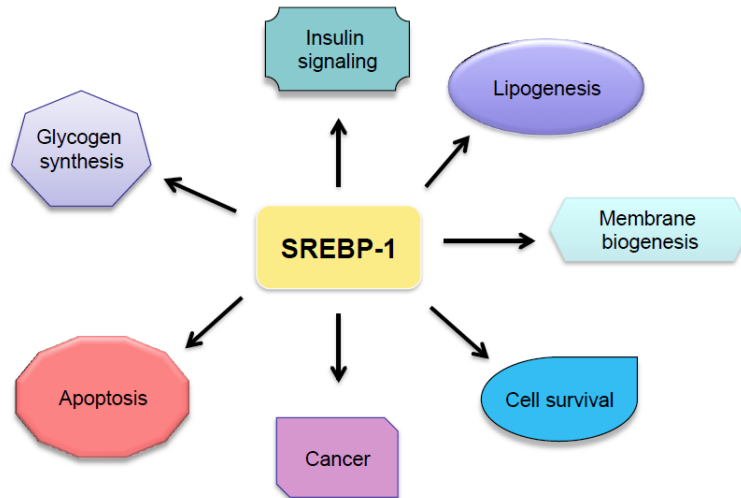 Insulin
signaling
Lipogenesis
Glycogen
synthesis
Membrane
biogenesis
SREBP-1
Apoptosis
Cell survival
Cancer